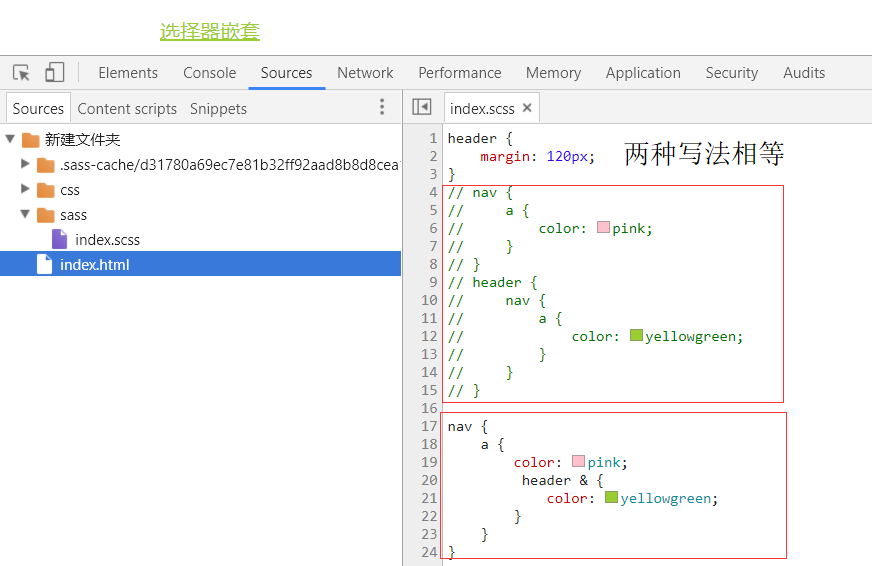 选择器嵌套
Elements Console Sources Network Performance Memory Application Security Audits
Sources Content scripts Snippets
index.scss ×
新建文件夹
.sass-cache/d31780a69ec7e81b32ff92aad8b8d8cea
css
sass
index.scss
index.html
1 header {
2     margin: 120px;
两种写法相等
3 }
4 // nav {
5 //     a {
6 //         color: pink;
7 //     }
8 // }
9 // header {
10 //     nav {
11 //         a {
12 //             color: yellowgreen;
13 //         }
14 //     }
15 // }
16
17 nav {
18     a {
19         color: pink;
20          header & {
21             color: yellowgreen;
22         }
23     }
24 }